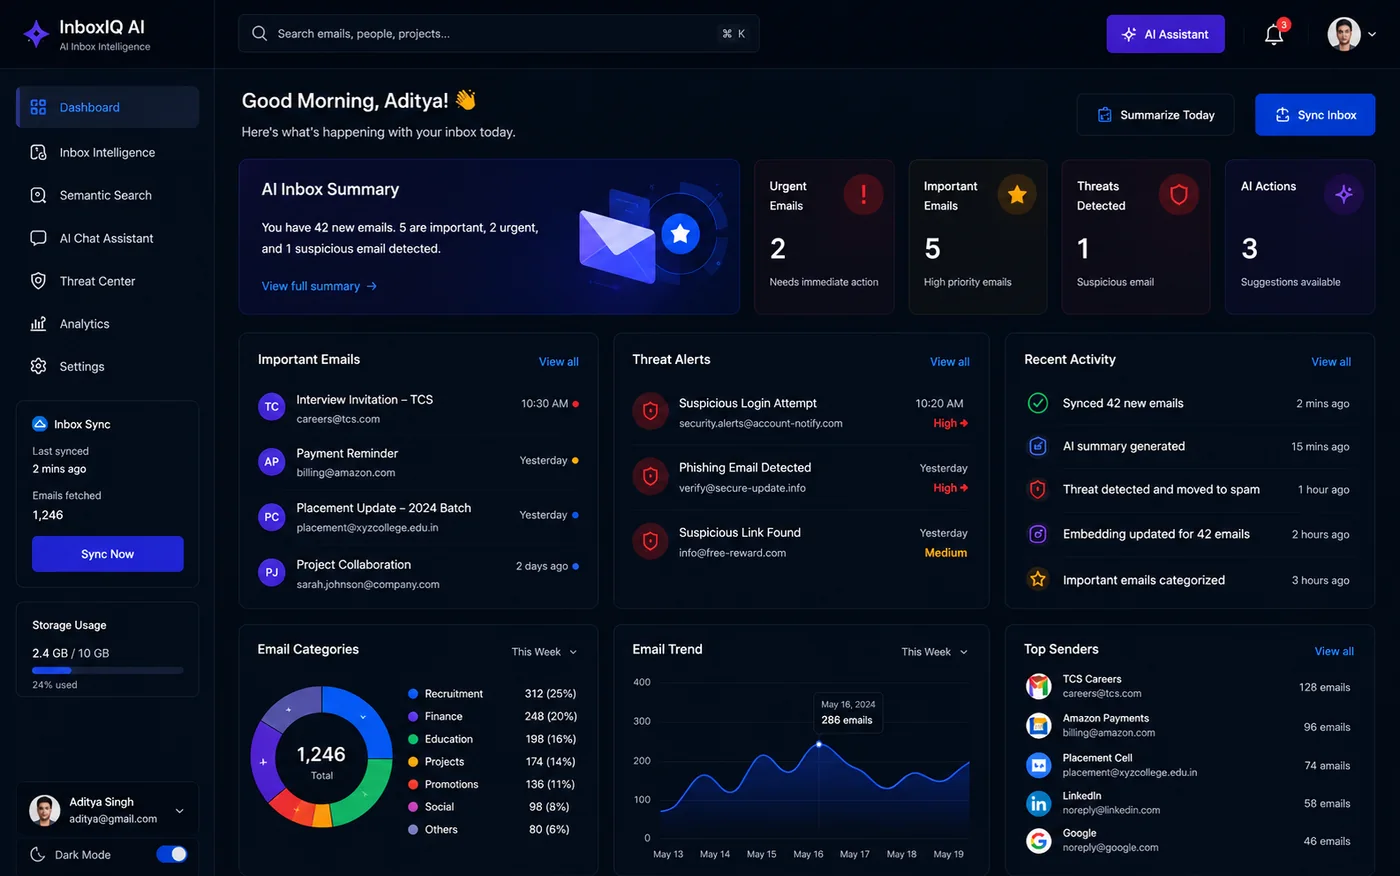 InboxIQ AI
AI Inbox Intelligence
Search emails, people, projects...
⌘ K
AI Assistant
3
Dashboard
Inbox Intelligence
Semantic Search
AI Chat Assistant
Threat Center
Analytics
Settings
Inbox Sync
Last synced
2 mins ago
Emails fetched
1,246
Sync Now
Storage Usage
2.4 GB / 10 GB
24% used
Aditya Singh
aditya@gmail.com
Dark Mode
Good Morning, Aditya! 👋
Here's what's happening with your inbox today.
Summarize Today
Sync Inbox
AI Inbox Summary
You have 42 new emails. 5 are important, 2 urgent,
and 1 suspicious email detected.
View full summary →
Urgent
Emails
2
Needs immediate action
Important
Emails
5
High priority emails
Threats
Detected
1
Suspicious email
AI Actions
3
Suggestions available
Important Emails
View all
TC
Interview Invitation – TCS
careers@tcs.com
10:30 AM
AP
Payment Reminder
billing@amazon.com
Yesterday
PC
Placement Update – 2024 Batch
placement@xyzcollege.edu.in
Yesterday
PJ
Project Collaboration
sarah.johnson@company.com
2 days ago
Threat Alerts
View all
Suspicious Login Attempt
security.alerts@account-notify.com
10:20 AM
High
Phishing Email Detected
verify@secure-update.info
Yesterday
High
Suspicious Link Found
info@free-reward.com
Yesterday
Medium
Recent Activity
View all
Synced 42 new emails
2 mins ago
AI summary generated
15 mins ago
Threat detected and moved to spam
1 hour ago
Embedding updated for 42 emails
2 hours ago
Important emails categorized
3 hours ago
Email Categories
This Week
1,246
Total
Recruitment 312 (25%)
Finance 248 (20%)
Education 198 (16%)
Projects 174 (14%)
Promotions 136 (11%)
Social 98 (8%)
Others 80 (6%)
Email Trend
This Week
400
300
200
100
0
May 16, 2024
286 emails
May 13 May 14 May 15 May 16 May 17 May 18 May 19
Top Senders
View all
TCS Careers
careers@tcs.com
128 emails
Amazon Payments
billing@amazon.com
96 emails
Placement Cell
placement@xyzcollege.edu.in
74 amails
in
LinkedIn
noreply@linkedin.com
58 emails
G
Google
noreply@google.com
46 emails